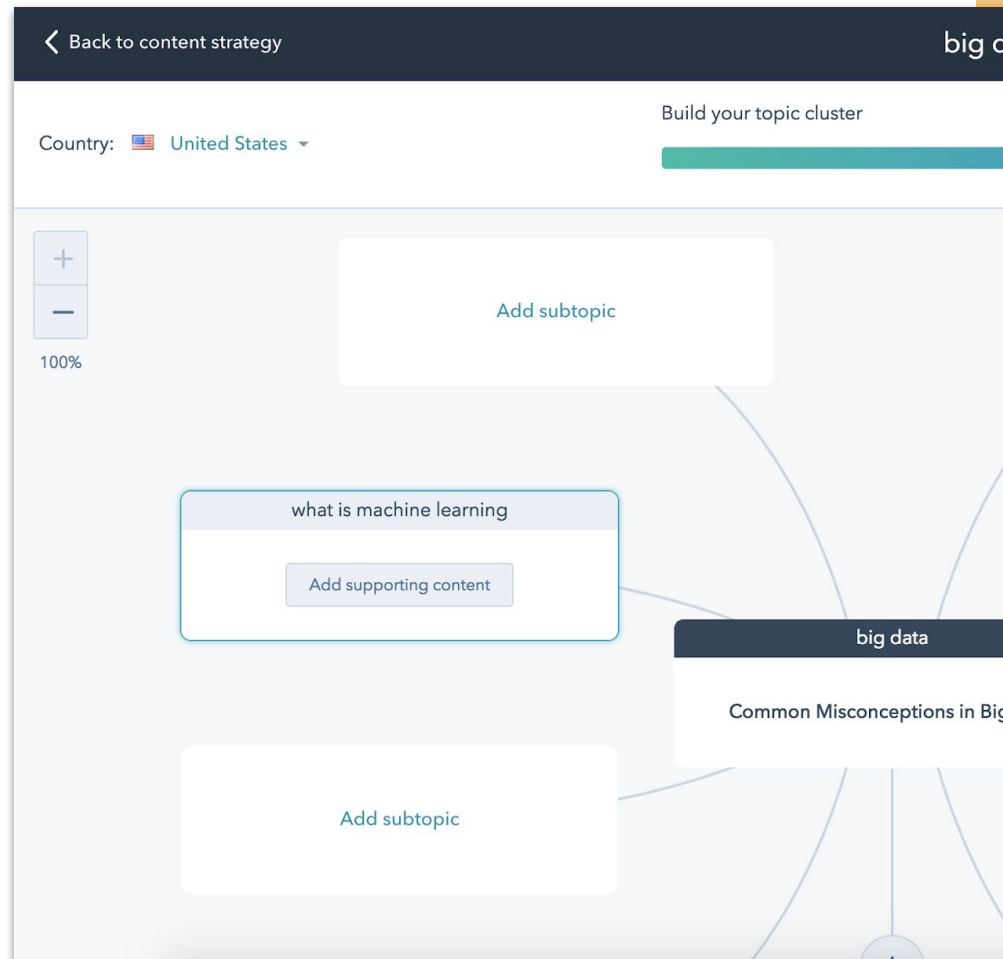 Back to content strategy
big
Build your topic cluster
Country: United States
+
Add subtopic
—
100%
what is machine learning
Add supporting content
big data
Common Misconceptions in
Add subtopic